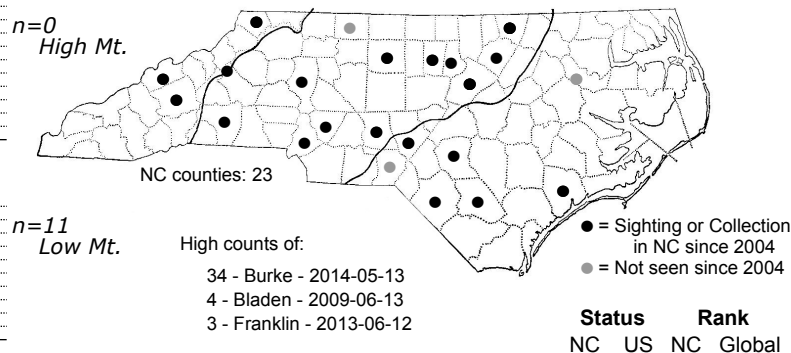 n=0
High Mt.
NC counties: 23
n=11
Low Mt.
High counts of:
34 - Burke - 2014-05-13
4 - Bladen - 2009-06-13
3 - Franklin - 2013-06-12
= Sighting or Collection
in NC since 2004
= Not seen since 2004
Status Rank
NC US NC Global